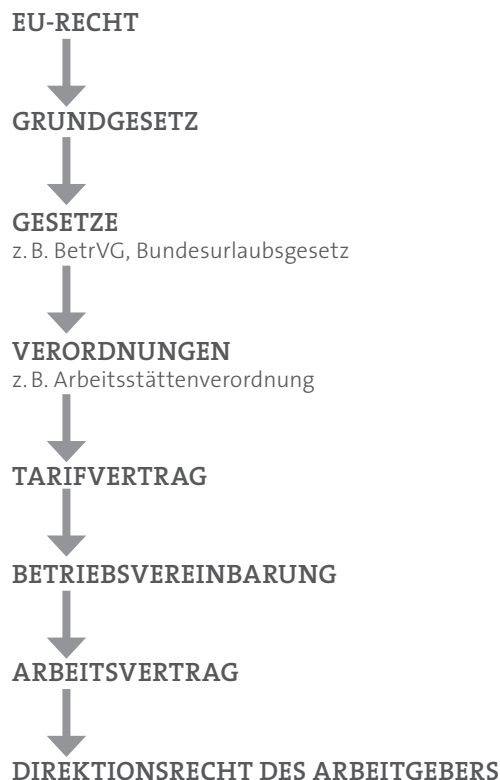 EU-RECHT
GRUNDGESETZ
GESETZE
z. B. BetrVG, Bundesurlaubsgesetz
VERORDNUNGEN
z. B. Arbeitsstättenverordnung
TARIFVERTRAG
BETRIEBSVEREINBARUNG
ARBEITSVERTRAG
DIREKTIONSRECHT DES ARBEITGEBERS